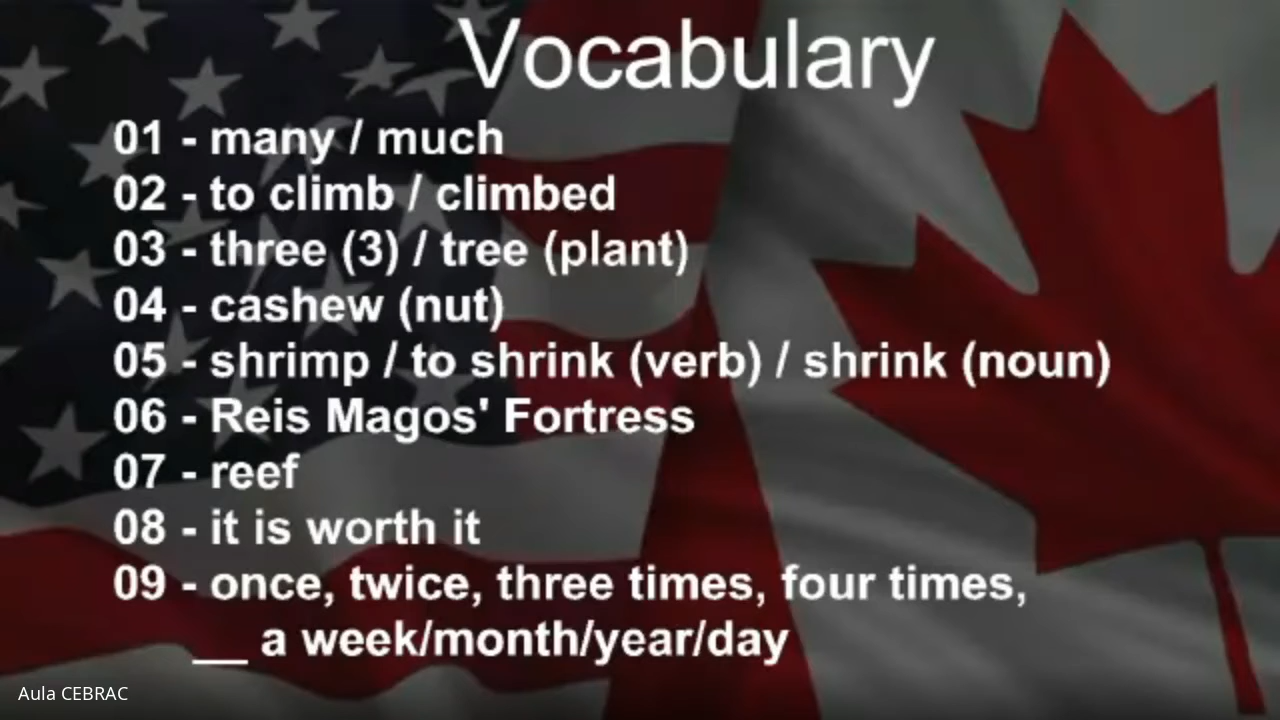 Vocabulary
01 - many / much
02 - to climb / climbed
03 - three (3) / tree (plant)
04 - cashew (nut)
05 - shrimp / to shrink (verb) / shrink (noun)
06 - Reis Magos' Fortress
07 - reef
08 - it is worth it
09 - once, twice, three times, four times,
__ a week/month/year/day
Aula CEBRAC